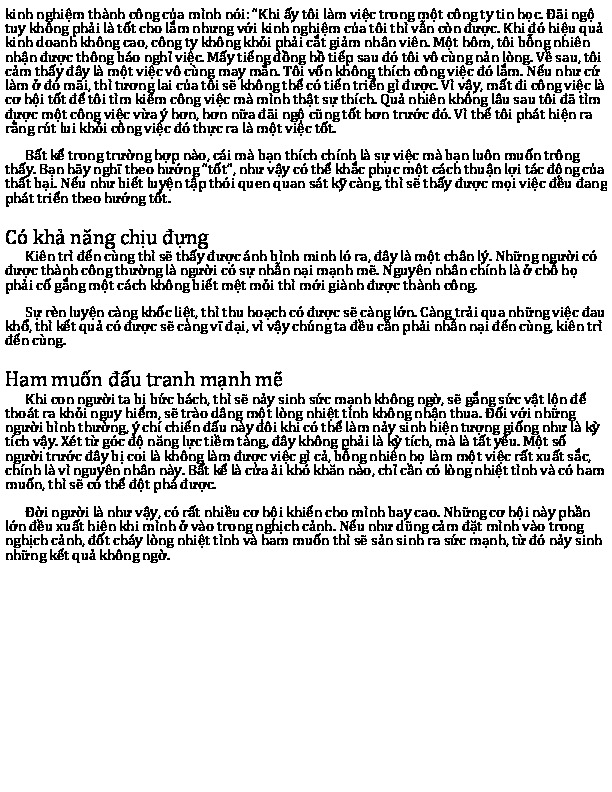 kinh nghiệm thành công của mình nói: “Khi ấy tôi làm việc trong một công ty tin học. Đãi ngộ
tuy không phải là tốt cho lắm nhưng với kinh nghiệm của tôi thì vẫn còn được. Khi đó hiệu quả
kinh doanh không cao, công ty không khỏi phải cắt giảm nhân viên. Một hôm, tôi bỗng nhiên
nhận được thông báo nghỉ việc. Mấy tiếng đồng hồ tiếp sau đó tôi vô cùng nản lòng. Về sau, tôi
cảm thấy đây là một việc vô cùng may mắn. Tôi vốn không thích công việc đó lắm. Nếu như cứ
làm ở đó mãi, thì tương lai của tôi sẽ không thể có tiến triển gì được. Vì vậy, mất đi công việc là
cơ hội tốt để tôi tìm kiếm công việc mà mình thật sự thích. Quả nhiên không lâu sau tôi đã tìm
được một công việc vừa ý hơn, hơn nữa đãi ngộ cũng tốt hơn trước đó. Vì thế tôi phát hiện ra
rằng rút lui khỏi công việc đó thực ra là một việc tốt.
Bất kể trong trường hợp nào, cái mà bạn thích chính là sự việc mà bạn luôn muốn trông
thấy. Bạn hãy nghĩ theo hướng “tốt”, như vậy có thể khắc phục một cách thuận lợi tác động của
thất bại. Nếu như biết luyện tập thói quen quan sát kỹ càng, thì sẽ thấy được mọi việc đều đang
phát triển theo hướng tốt.
Có khả năng chịu đựng
Kiên trì đến cùng thì sẽ thấy được ánh bình minh ló ra, đây là một chân lý. Những người có
được thành công thường là người có sự nhẫn nại mạnh mẽ. Nguyên nhân chính là ở chỗ họ
phải cố gắng một cách không biết mệt mỏi thì mới giành được thành công.
Sự rèn luyện càng khốc liệt, thì thu hoạch có được sẽ càng lớn. Càng trải qua những việc đau
khổ, thì kết quả có được sẽ càng vĩ đại, vì vậy chúng ta đều cần phải nhẫn nại đến cùng, kiên trì
đến cùng.
Ham muốn đấu tranh mạnh mẽ
Khi con người ta bị bức bách, thì sẽ nảy sinh sức mạnh không ngờ, sẽ gắng sức vật lộn để
thoát ra khỏi nguy hiểm, sẽ trào dâng một lòng nhiệt tình không nhận thua. Đối với những
người bình thường, ý chí chiến đấu này đôi khi có thể làm nảy sinh hiện tượng giống như là kỳ
tích vậy. Xét từ góc độ năng lực tiềm tàng, đây không phải là kỳ tích, mà là tất yếu. Một số
người trước đây bị coi là không làm được việc gì cả, bỗng nhiên họ làm một việc rất xuất sắc,
chính là vì nguyên nhân này. Bất kể là cửa ải khó khăn nào, chỉ cần có lòng nhiệt tình và có ham
muốn, thì sẽ có thể đột phá được.
Đời người là như vậy, có rất nhiều cơ hội khiến cho mình bay cao. Những cơ hội này phần
lớn đều xuất hiện khi mình ở vào trong nghịch cảnh. Nếu như dũng cảm đặt mình vào trong
nghịch cảnh, đốt cháy lòng nhiệt tình và ham muốn thì sẽ sản sinh ra sức mạnh, từ đó nảy sinh
những kết quả không ngờ.